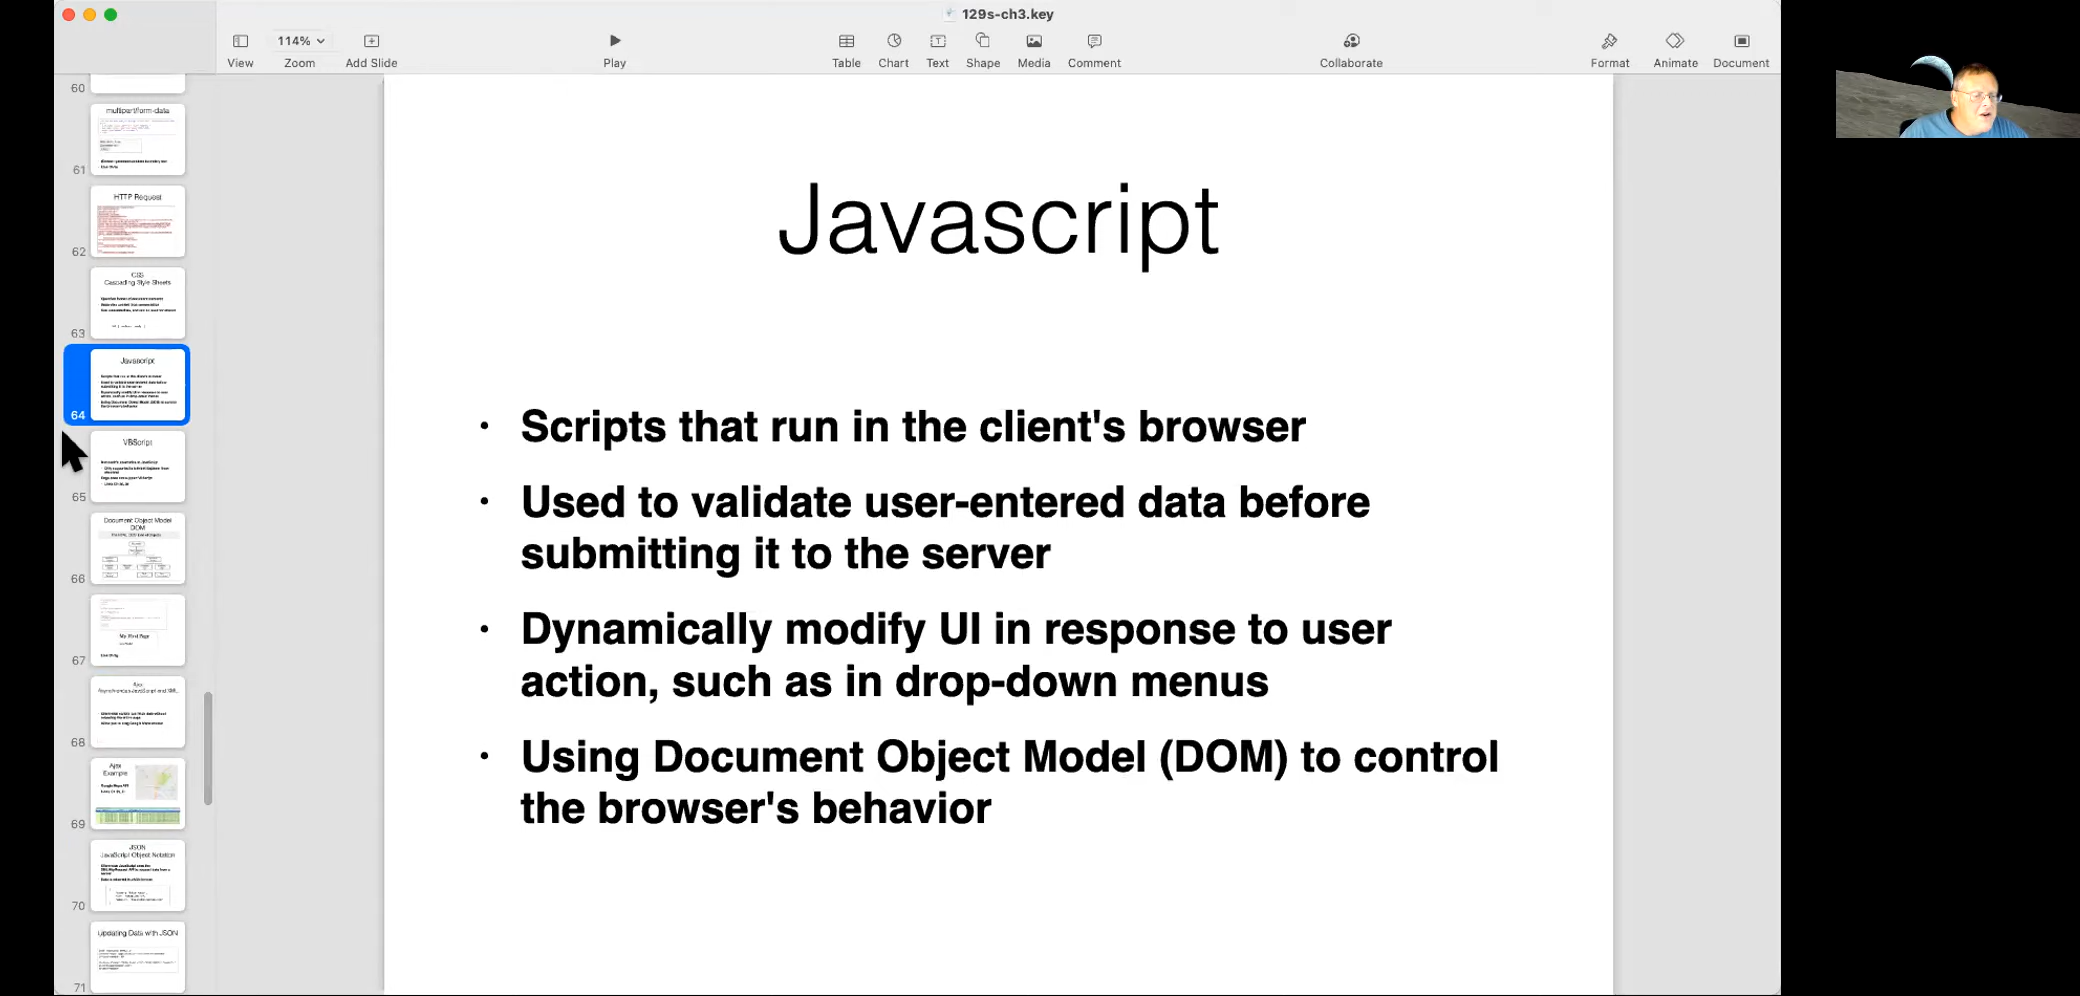 129s-ch3.key
114%
View
Zoom
Add Slide
Play
Table
Chart
Text
Shape
Media
Comment
Collaborate
Format
Animate
Document
60
multipart/form-data
61
HTTP Request
62
CSS
Cascading Style Sheets
63
Javascript
64
VBScript
65
Document Object Model
DOM
66
My Web Page
67
Ajax
68
Ajax
Example
69
JSON
JavaScript Object Notation
70
Updating Data with JSON
71
Javascript
· Scripts that run in the client's browser
· Used to validate user-entered data before
submitting it to the server
· Dynamically modify UI in response to user
action, such as in drop-down menus
· Using Document Object Model (DOM) to control
the browser's behavior